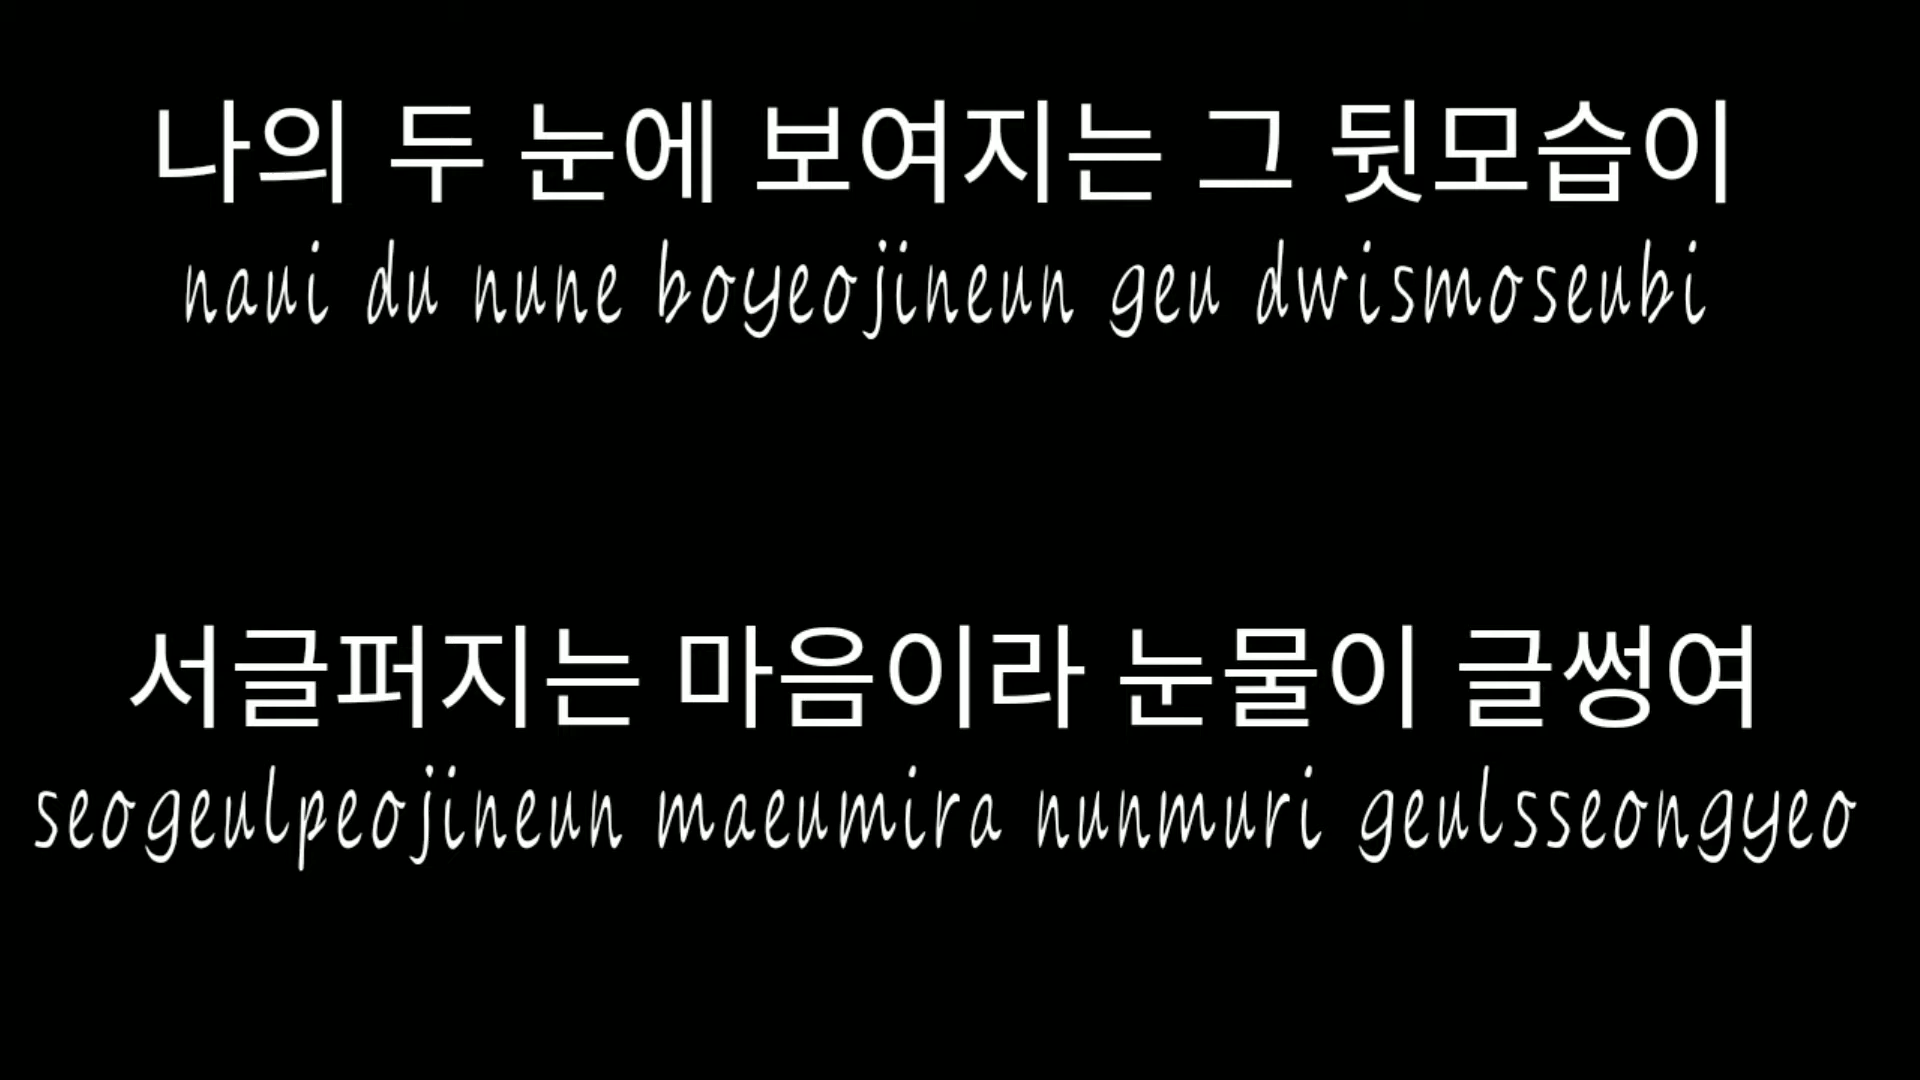 나의 두 눈에 보여지는 그 뒷모습이
naui du nune boyeojineun geu dwismoseubi
서글퍼지는 마음이라 눈물이 글썽여
seogeulpeojineun maeumira nunmuri geulsseongyeo